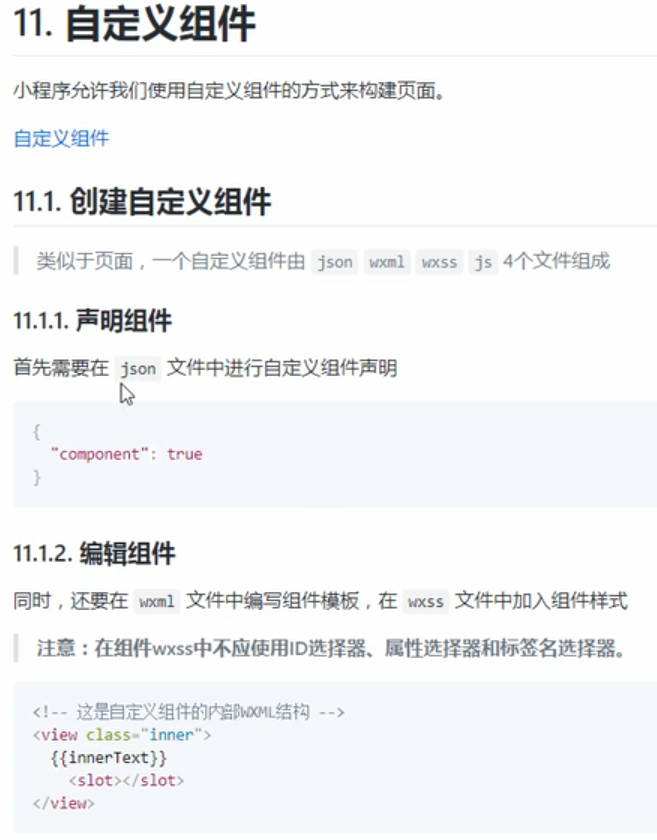 11. 自定义组件
小程序允许我们使用自定义组件的方式来构建页面。
自定义组件
11.1. 创建自定义组件
类似于页面，一个自定义组件由 json wxml wxss js 4个文件组成
11.1.1. 声明组件
首先需要在 json 文件中进行自定义组件声明
{
"component": true
}
11.1.2. 编辑组件
同时，还要在 wxml 文件中编写组件模板，在 wxss 文件中加入组件样式
注意：在组件wxss中不应使用ID选择器、属性选择器和标签名选择器。
<!-- 这是自定义组件的内部WXML结构 -->
<view class="inner">
{{innerText}}
<slot></slot>
</view>